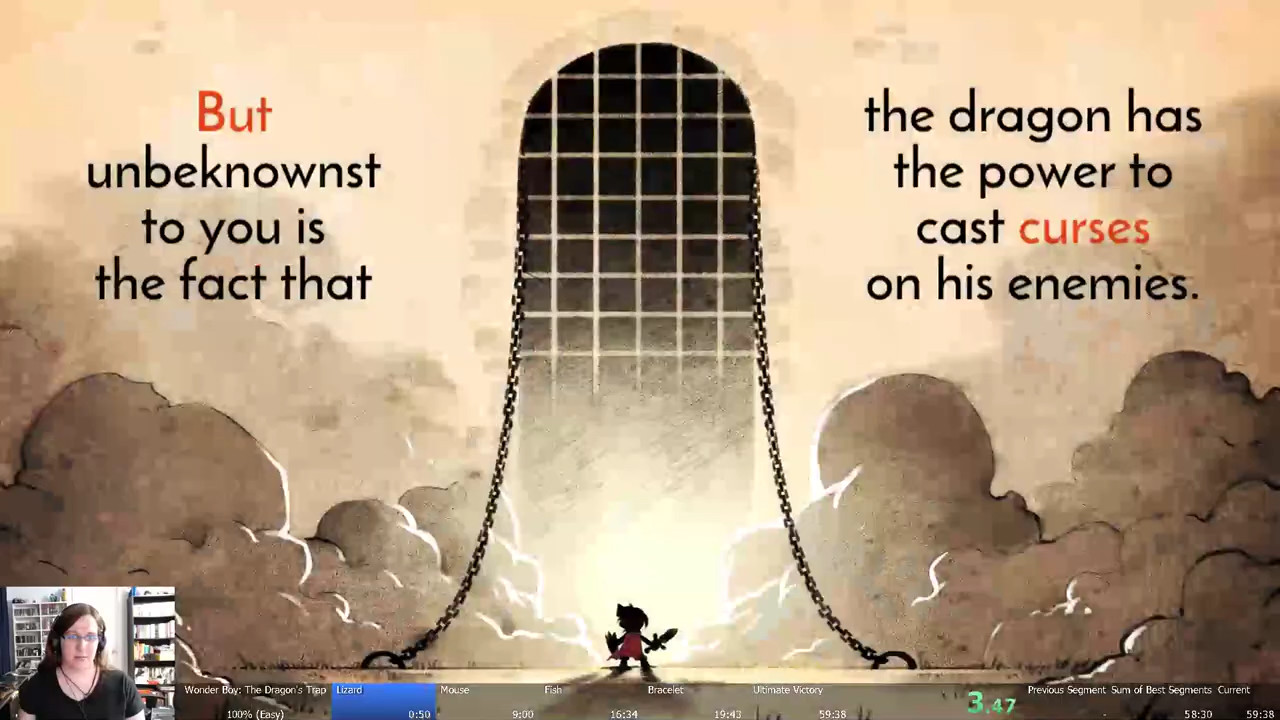 But
unbeknownst
to you is
the fact that
the dragon has
the power to
cast curses
on his enemies.
Wonder Boy: The Dragon's Trap Lizard Mouse Fish Bracelet Ultimate Victory 3.47 Previous Segment Sum of Best Segments Current
100% (Easy) 0:50 9:00 16:34 19:43 59:38 - 58:30 59:38